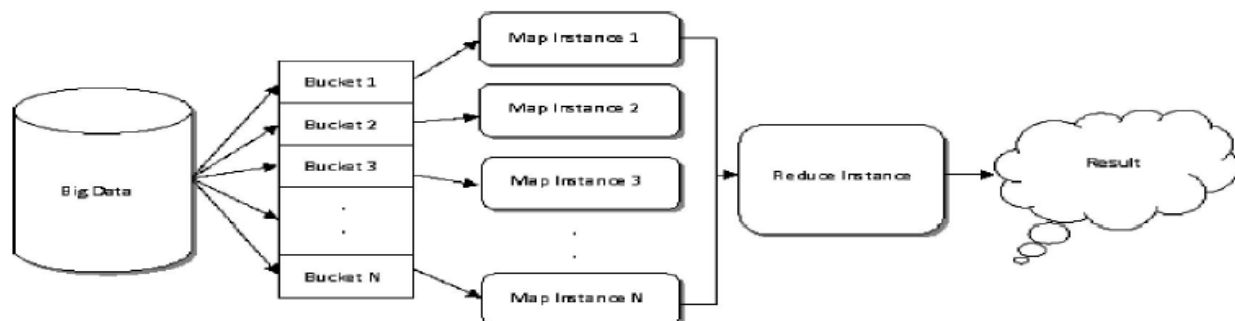 Big Data
Bucket 1
Bucket 2
Bucket 3
.
.
Bucket N
Map Instance 1
Map Instance 2
Map Instance 3
.
.
Map Instance N
Reduce Instance
Result